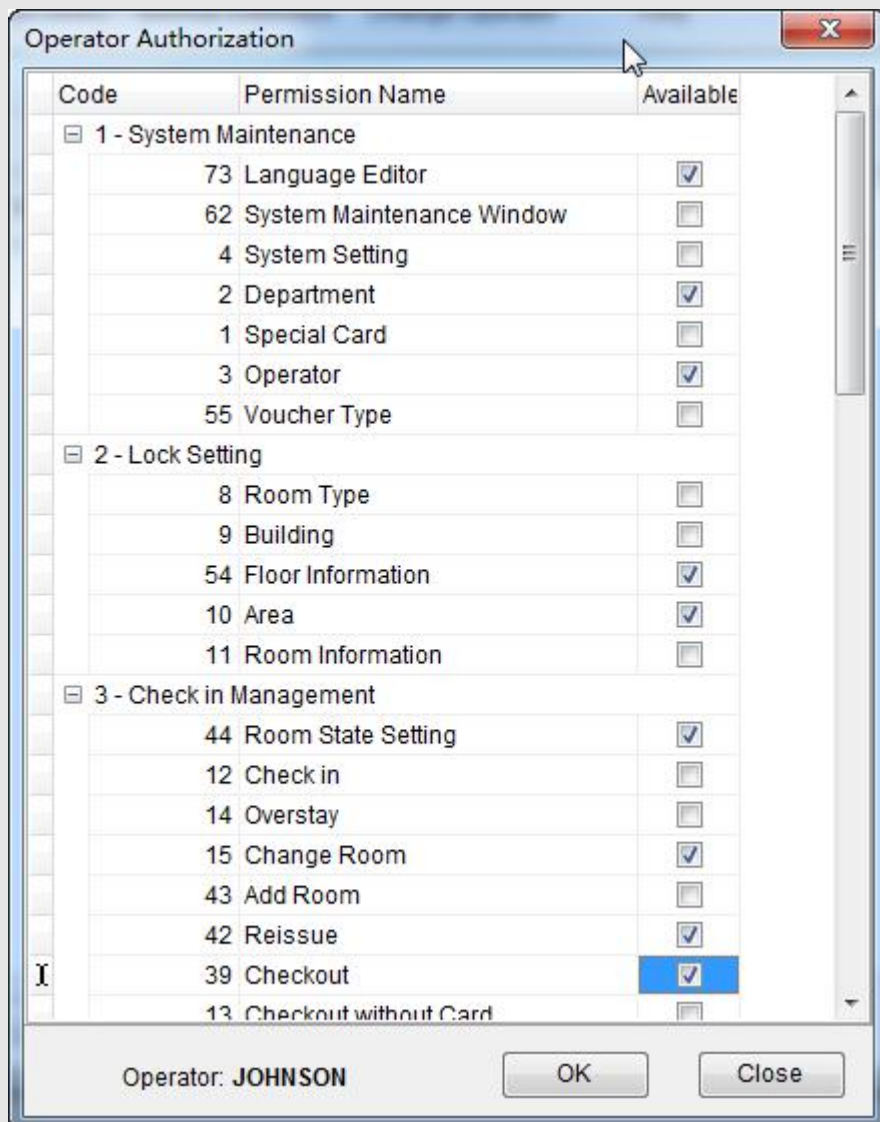 Operator Authorization
Code Permission Name Available
1 - System Maintenance
73 Language Editor
62 System Maintenance Window
4 System Setting
2 Department
1 Special Card
3 Operator
55 Voucher Type
2 - Lock Setting
8 Room Type
9 Building
54 Floor Information
10 Area
11 Room Information
3 - Check in Management
44 Room State Setting
12 Check in
14 Overstay
15 Change Room
43 Add Room
42 Reissue
39 Checkout
13 Checkout without Card
Operator: JOHNSON OK Close